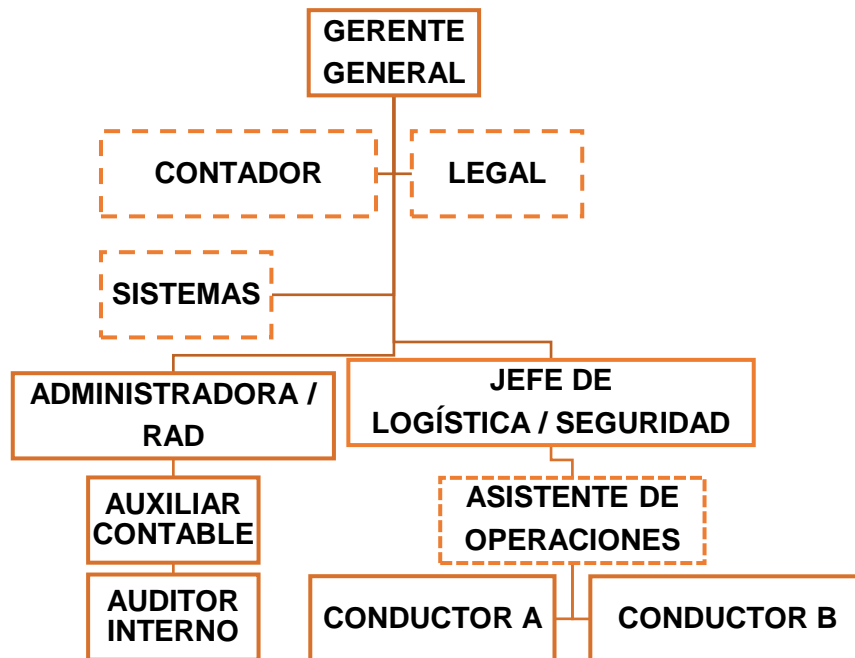 GERENTE
GENERAL
CONTADOR
LEGAL
SISTEMAS
ADMINISTRADORA /
RAD
JEFE DE
LOGÍSTICA / SEGURIDAD
AUXILIAR
CONTABLE
ASISTENTE DE
OPERACIONES
AUDITOR
INTERNO
CONDUCTOR A
CONDUCTOR B